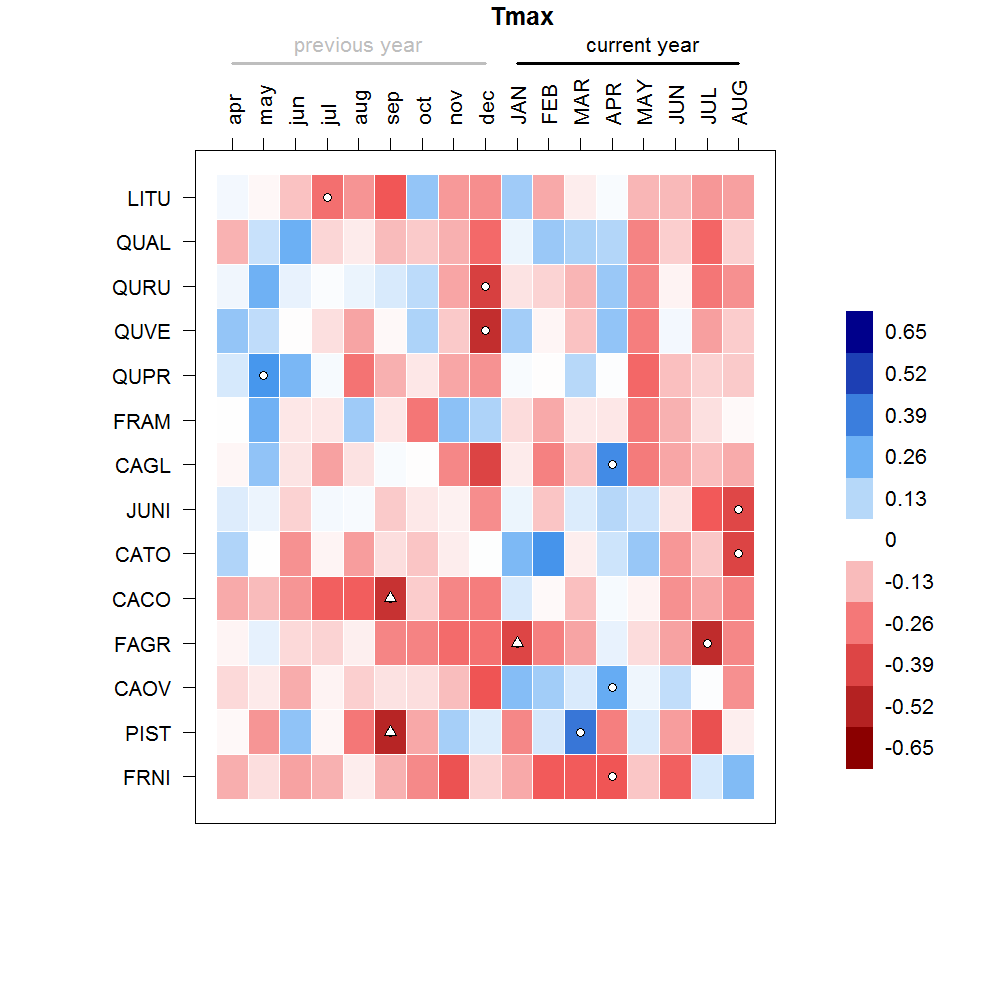 Tmax
previous year current year
apr may jun jul aug sep oct nov dec JAN FEB MAR APR MAY JUN JUL AUG
LITU
QUAL
QURU
QUVE
QUPR
FRAM
CAGL
JUNI
CATO
CACO
FAGR
CAOV
PIST
FRNI
0.65
0.52
0.39
0.26
0.13
0
-0.13
-0.26
-0.39
-0.52
-0.65